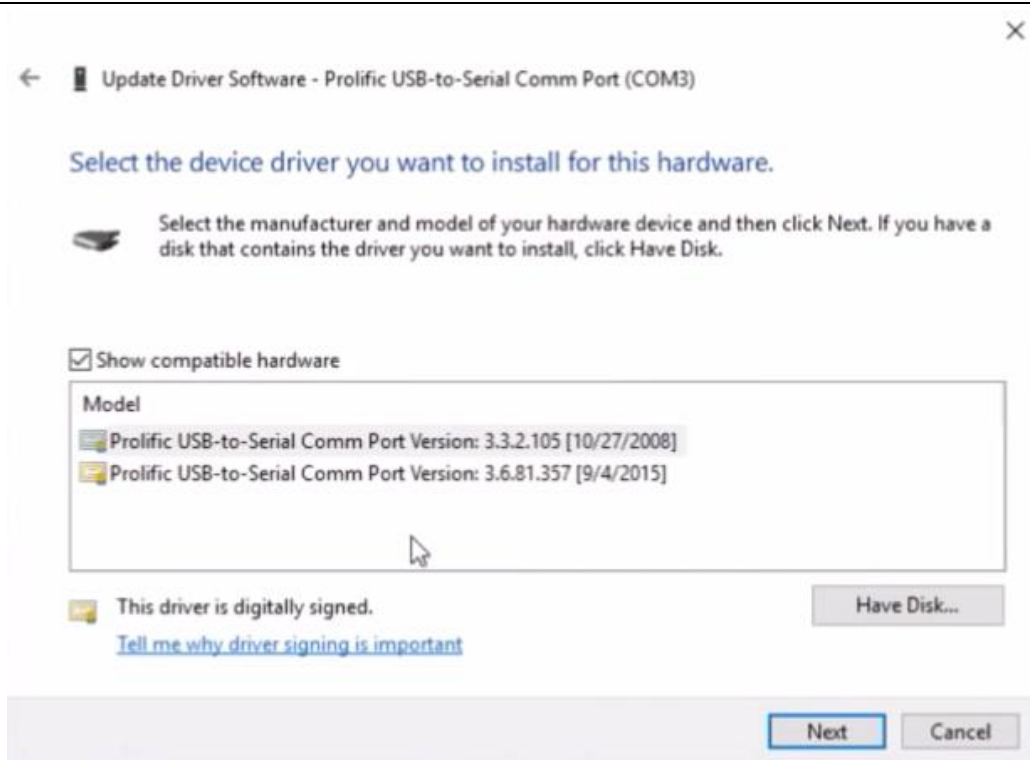 Update Driver Software - Prolific USB-to-Serial Comm Port (COM3)
Select the device driver you want to install for this hardware.
Select the manufacturer and model of your hardware device and then click Next. If you have a
disk that contains the driver you want to install, click Have Disk.
Show compatible hardware
Model
Prolific USB-to-Serial Comm Port Version: 3.3.2.105 [10/27/2008]
Prolific USB-to-Serial Comm Port Version: 3.6.81.357 [9/4/2015]
This driver is digitally signed.
Have Disk...
Tell me why driver signing is important
Next
Cancel